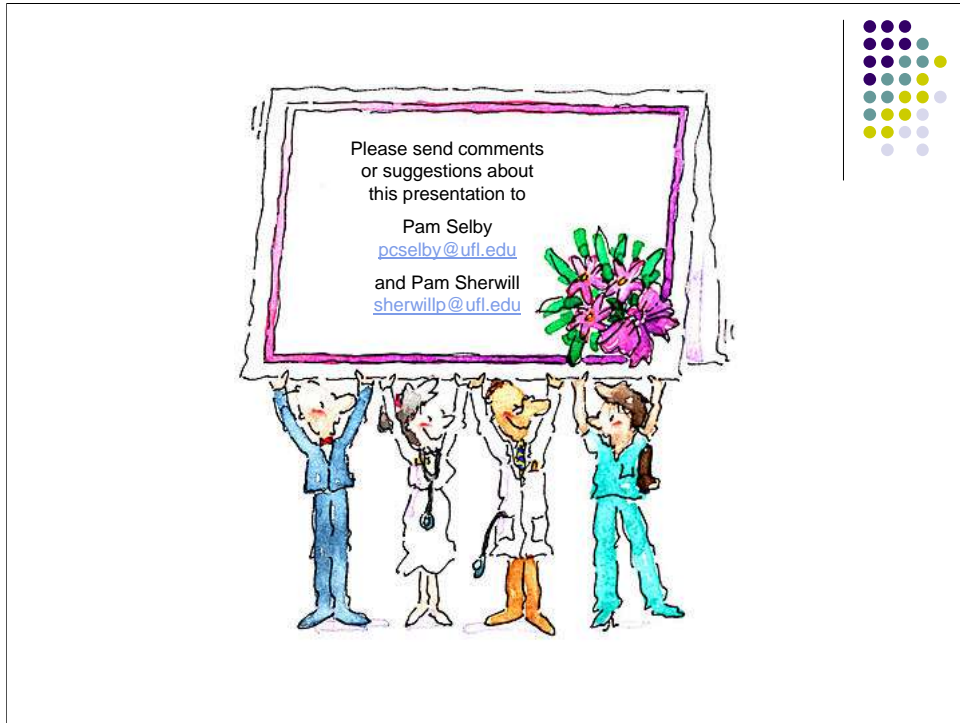 Please send comments
or suggestions about
this presentation to
Pam Selby
pcselby@ufl.edu
and Pam Sherwill
sherwillp@ufl.edu